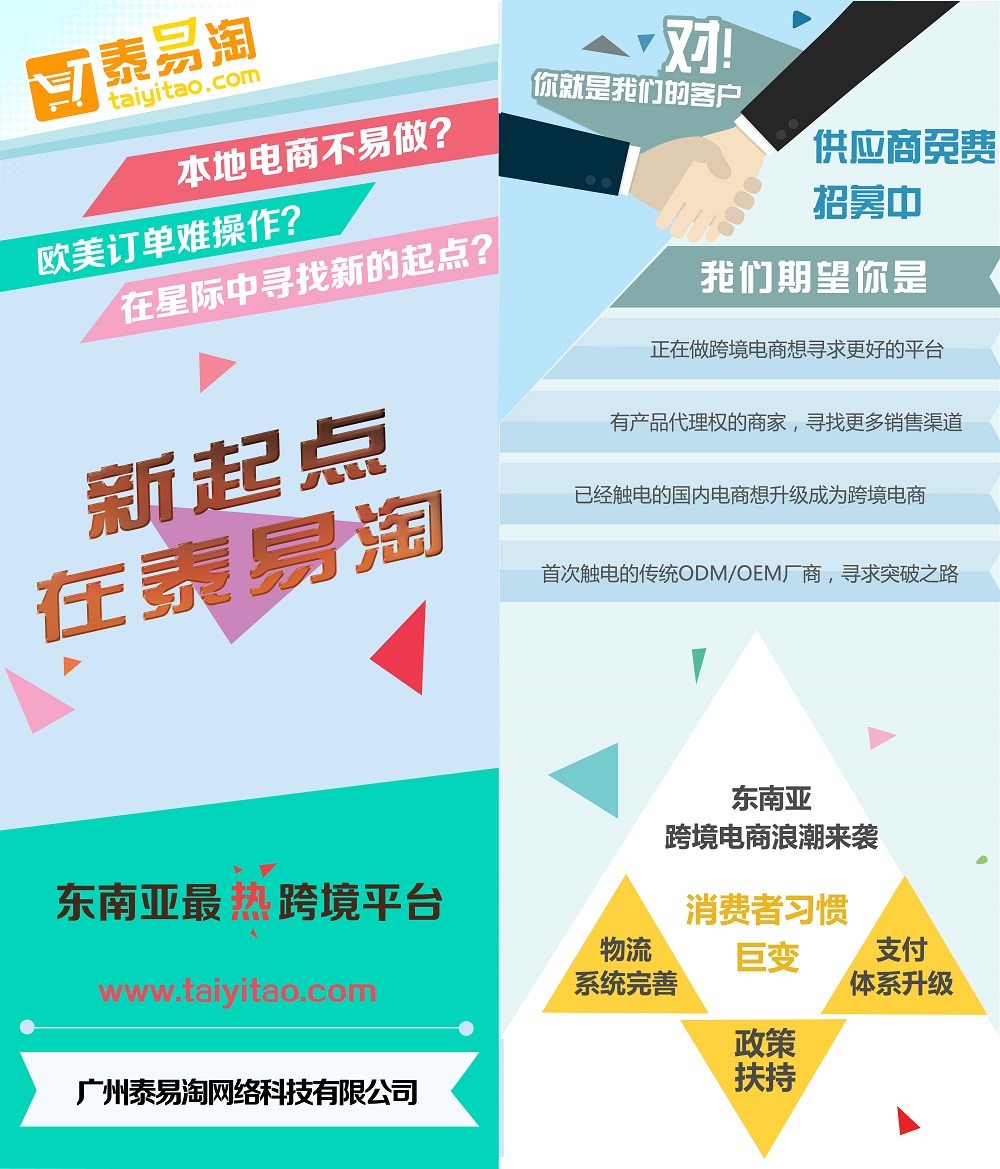 泰易淘
taiyitao.com
本地电商不易做?
欧美订单难操作?
在星际中寻找新的起点?
新起点
在泰易淘
东南亚最热跨境平台
www.taiyitao.com
广州泰易淘网络科技有限公司
对!
你就是我们的客户
供应商免费
招募中
我们期望你是
正在做跨境电商想寻求更好的平台
有产品代理权的商家，寻找更多销售渠道
已经触电的国内电商想升级成为跨境电商
首次触电的传统ODM/OEM厂商，寻求突破之路
东南亚
跨境电商浪潮来袭
消费者习惯
巨变
物流
系统完善
支付
体系升级
政策
扶持